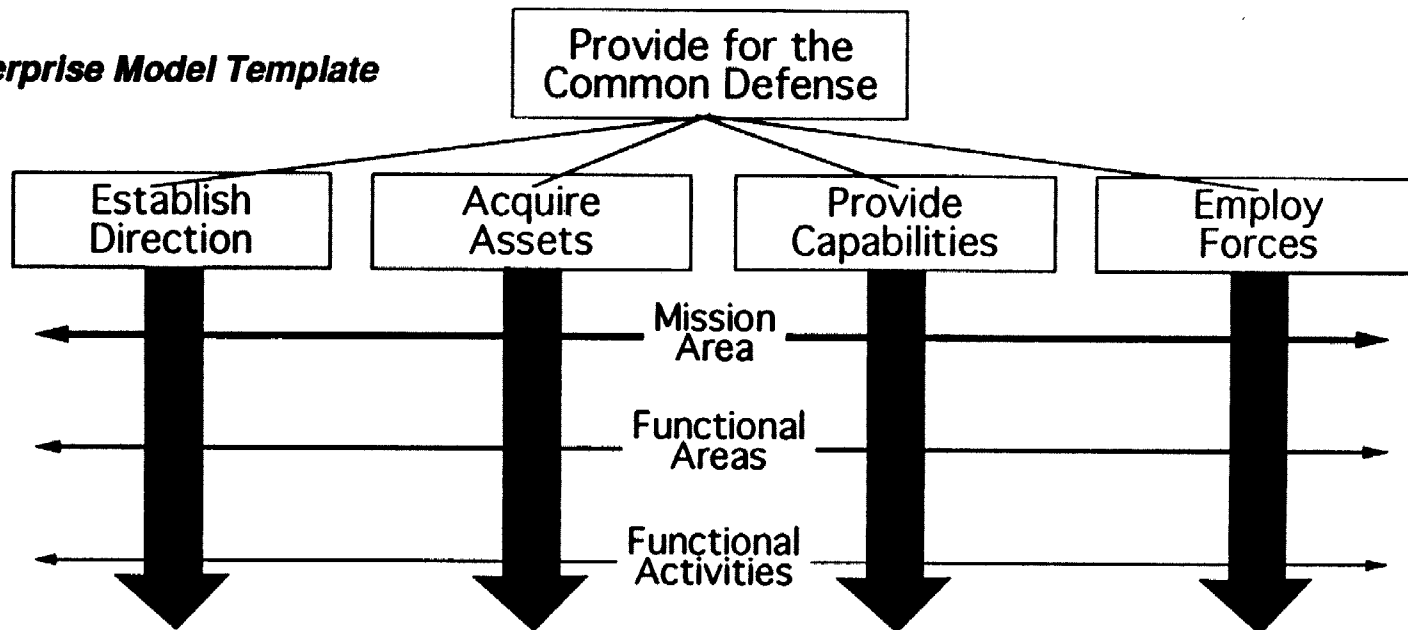 erprise Model Template
Provide for the
Common Defense
Establish
Direction
Acquire
Assets
Provide
Capabilities
Employ
Forces
Mission
Area
Functional
Areas
Functional
Activities